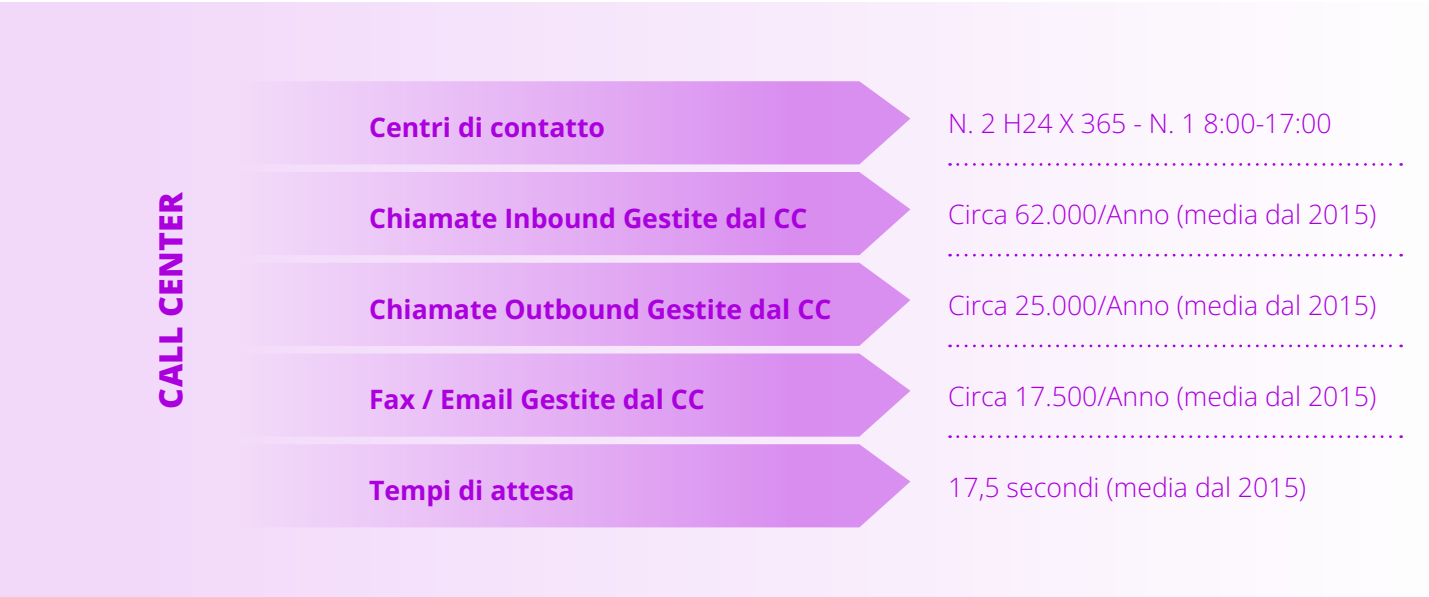 CALL CENTER
Centri di contatto
N. 2 H24 X 365 - N. 1 8:00-17:00
Chiamate Inbound Gestite dal CC
Circa 62.000/Anno (media dal 2015)
Chiamate Outbound Gestite dal CC
Circa 25.000/Anno (media dal 2015)
Fax / Email Gestite dal CC
Circa 17.500/Anno (media dal 2015)
Tempi di attesa
17,5 secondi (media dal 2015)